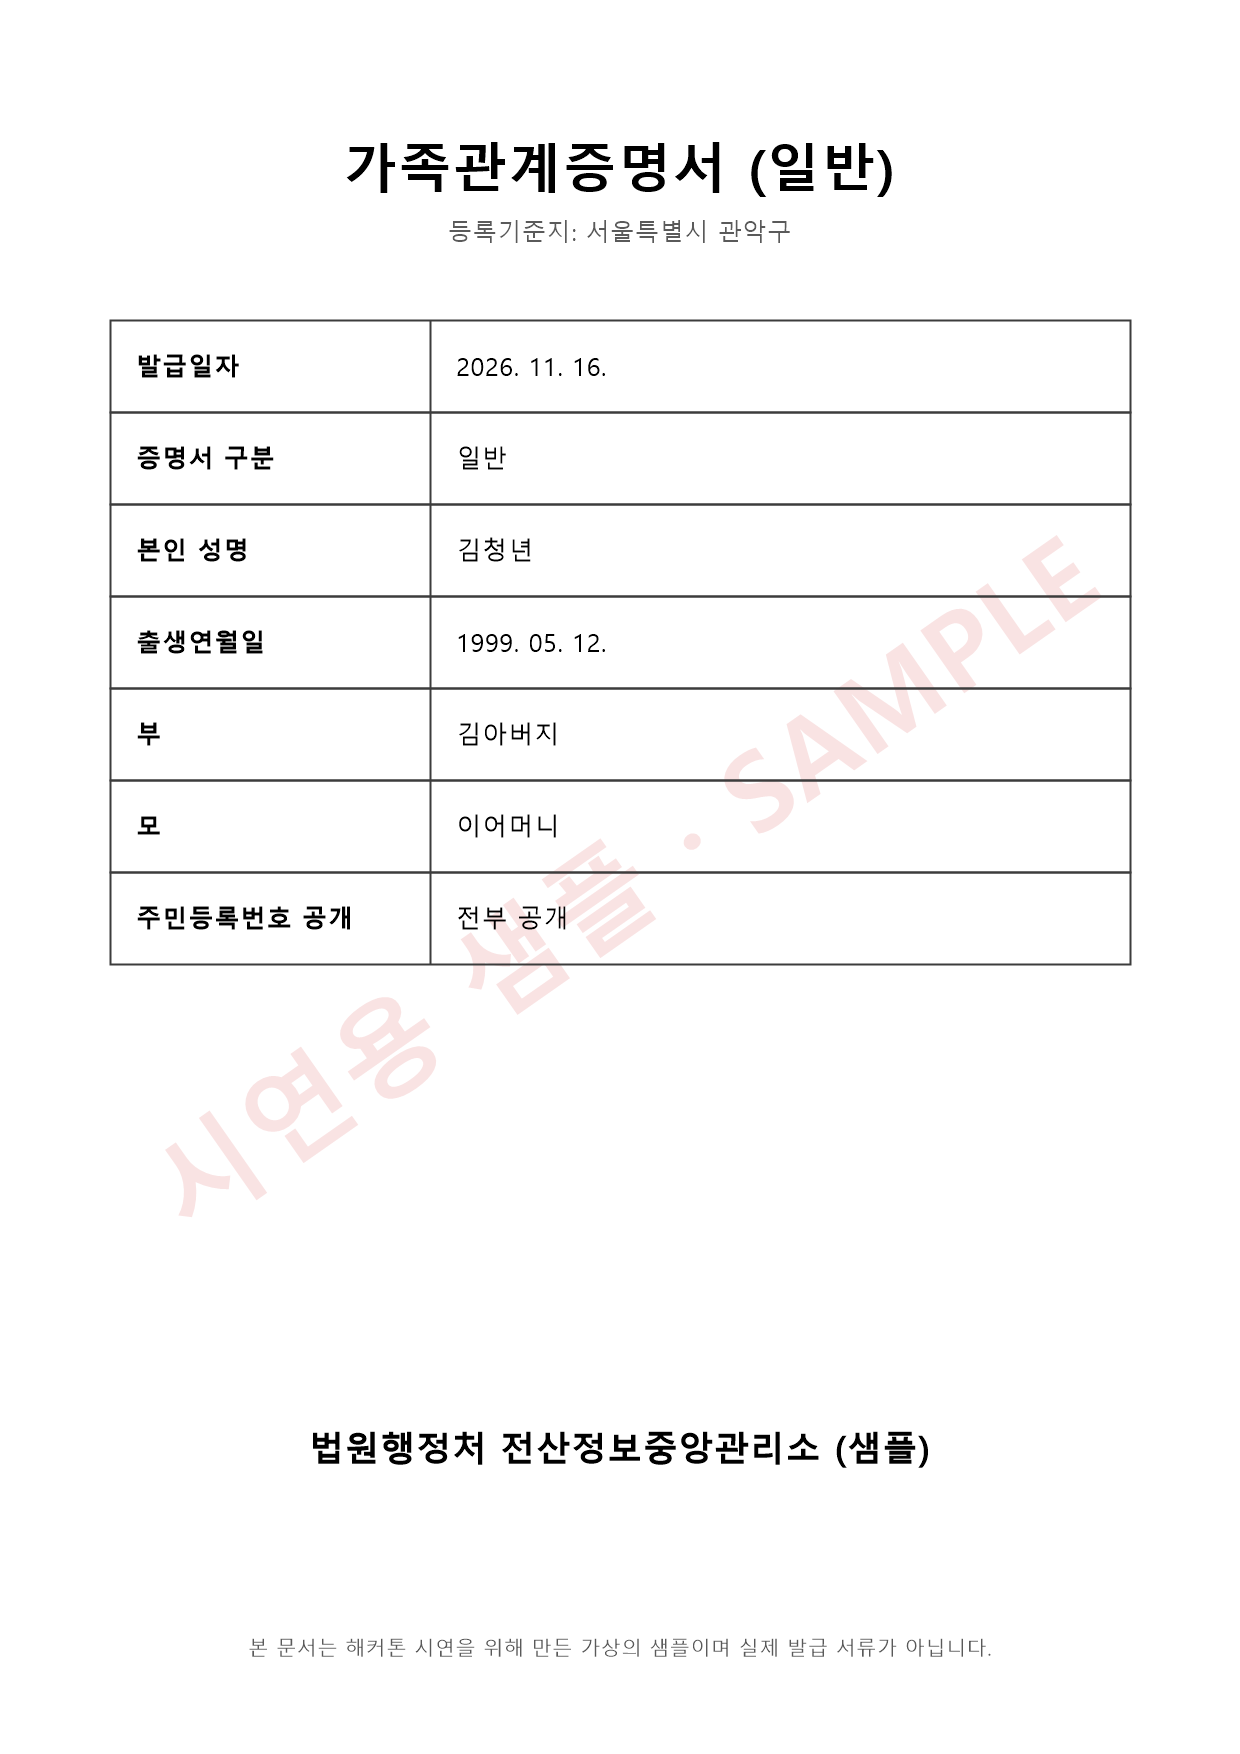 가족관계증명서 (일반)
등록기준지: 서울특별시 관악구
발급일자 2026. 11. 16.
증명서 구분 일반
본인 성명 김청년
출생연월일 1999. 05. 12.
부 김아버지
모 이어머니
주민등록번호 공개 전부 공개
시연용 샘플 · SAMPLE
법원행정처 전산정보중앙관리소 (샘플)
본 문서는 해커톤 시연을 위해 만든 가상의 샘플이며 실제 발급 서류가 아닙니다.